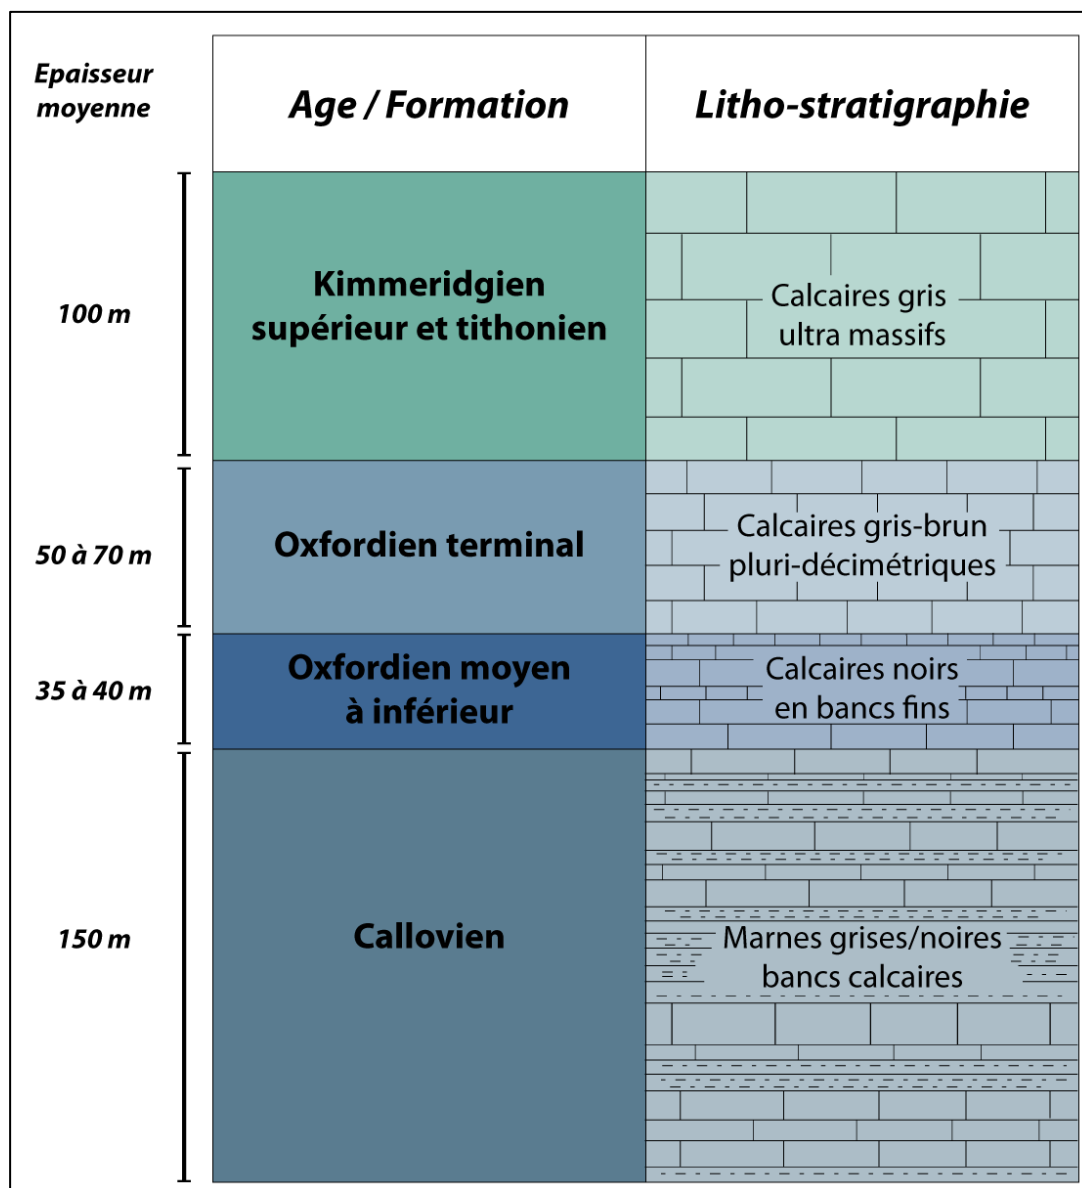 Epaisseur
moyenne
Age / Formation
Litho-stratigraphie
100 m
Kimmeridgien
supérieur et tithonien
Calcaires gris
ultra massifs
50 à 70 m
Oxfordien terminal
Calcaires gris-brun
pluri-décimétriques
35 à 40 m
Oxfordien moyen
à inférieur
Calcaires noirs
en bancs fins
150 m
Callovien
Marnes grises/noires
bancs calcaires